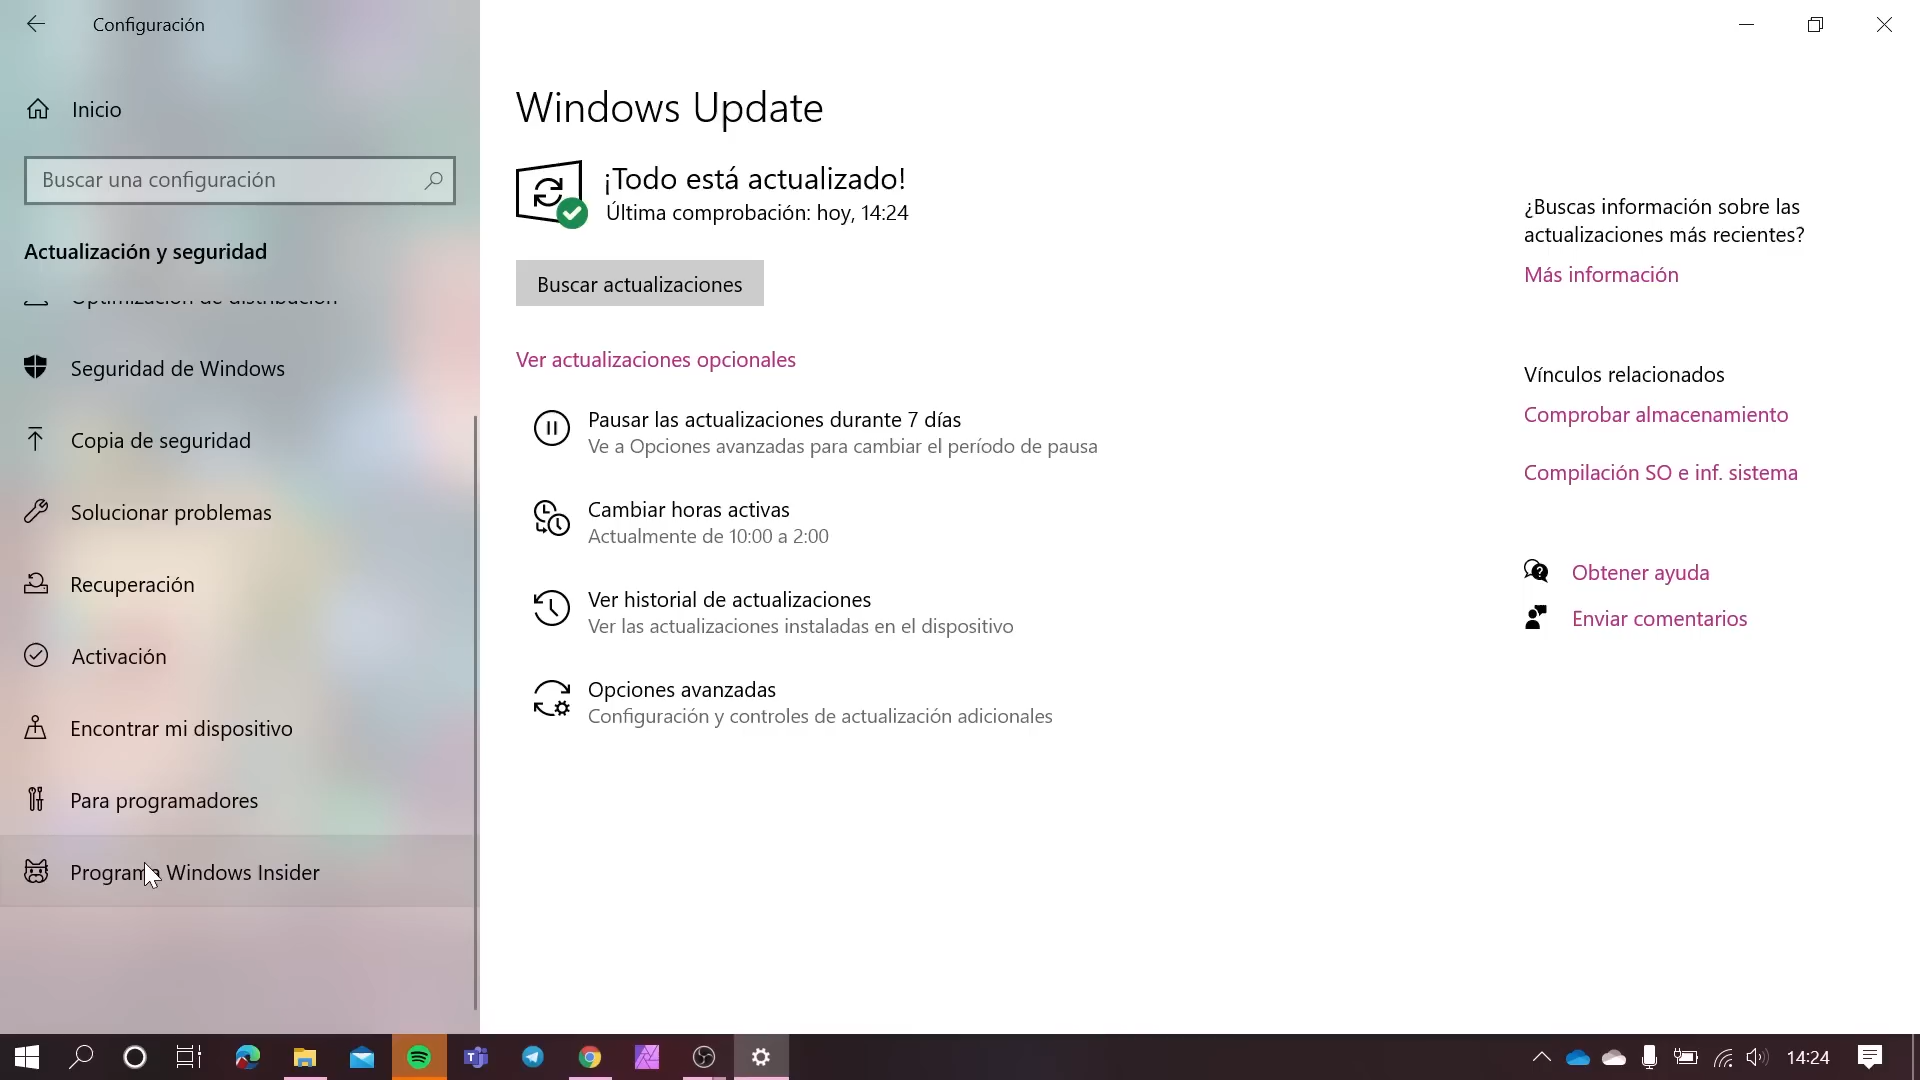 Configuración
Inicio
Buscar una configuración
Actualización y seguridad
Optimización de distribución
Seguridad de Windows
Copia de seguridad
Solucionar problemas
Recuperación
Activación
Encontrar mi dispositivo
Para programadores
Programa Windows Insider
Windows Update
¡Todo está actualizado!
Última comprobación: hoy, 14:24
Buscar actualizaciones
Ver actualizaciones opcionales
Pausar las actualizaciones durante 7 días
Ve a Opciones avanzadas para cambiar el período de pausa
Cambiar horas activas
Actualmente de 10:00 a 2:00
Ver historial de actualizaciones
Ver las actualizaciones instaladas en el dispositivo
Opciones avanzadas
Configuración y controles de actualización adicionales
¿Buscas información sobre las
actualizaciones más recientes?
Más información
Vínculos relacionados
Comprobar almacenamiento
Compilación SO e inf. sistema
Obtener ayuda
Enviar comentarios
14:24